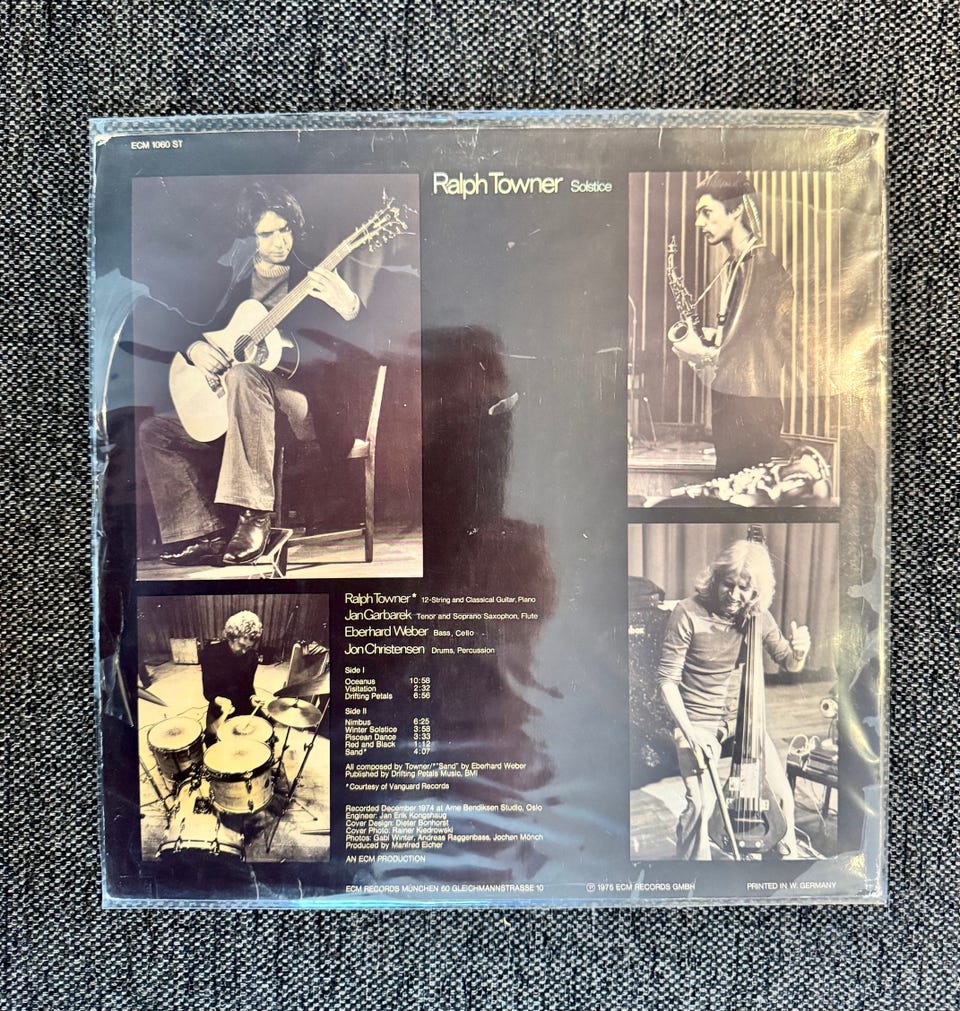 ECM 1060 ST
Ralph Towner Solstice
Ralph Towner* 12-String and Classical Guitar, Piano
Jan Garbarek Tenor and Soprano Saxophon, Flute
Eberhard Weber Bass, Cello
Jon Christensen Drums, Percussion
Side I
Oceanus 10:58
Visitation 2:32
Drifting Petals 6:56
Side II
Nimbus 6:25
Winter Solstice 3:58
Piscean Dance 3:33
Red and Black 1:12
Sand* 4:07
All composed by Towner/*"Sand" by Eberhard Weber
Published by Drifting Petals Music, BMI
*Courtesy of Vanguard Records
Recorded December 1974 at Arne Bendiksen Studio, Oslo
Engineer: Jan Erik Kongshaug
Cover Design: Dieter Bonhorst
Cover Photo: Rainer Kiedrowski
Photos: Gabi Winter, Andreas Raggenbass, Jochen Mönch
Produced by Manfred Eicher
AN ECM PRODUCTION
ECM RECORDS MÜNCHEN 60 GLEICHMANNSTRASSE 10 ℗ 1975 ECM RECORDS GMBH PRINTED IN W. GERMANY